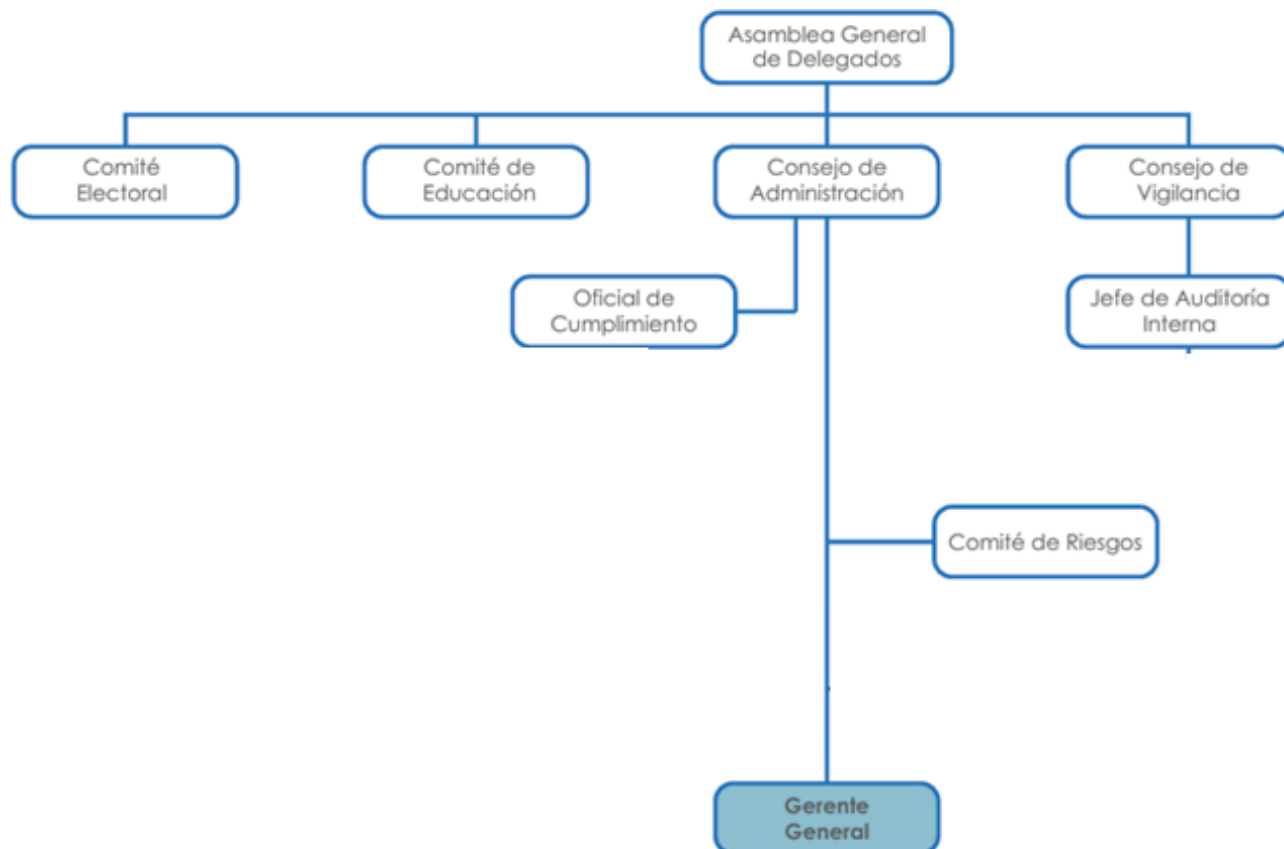 Asamblea General
de Delegados
Comité
Electoral
Comité de
Educación
Consejo de
Administración
Consejo de
Vigilancia
Oficial de
Cumplimiento
Jefe de Auditoría
Interna
Comité de Riesgos
Gerente
General